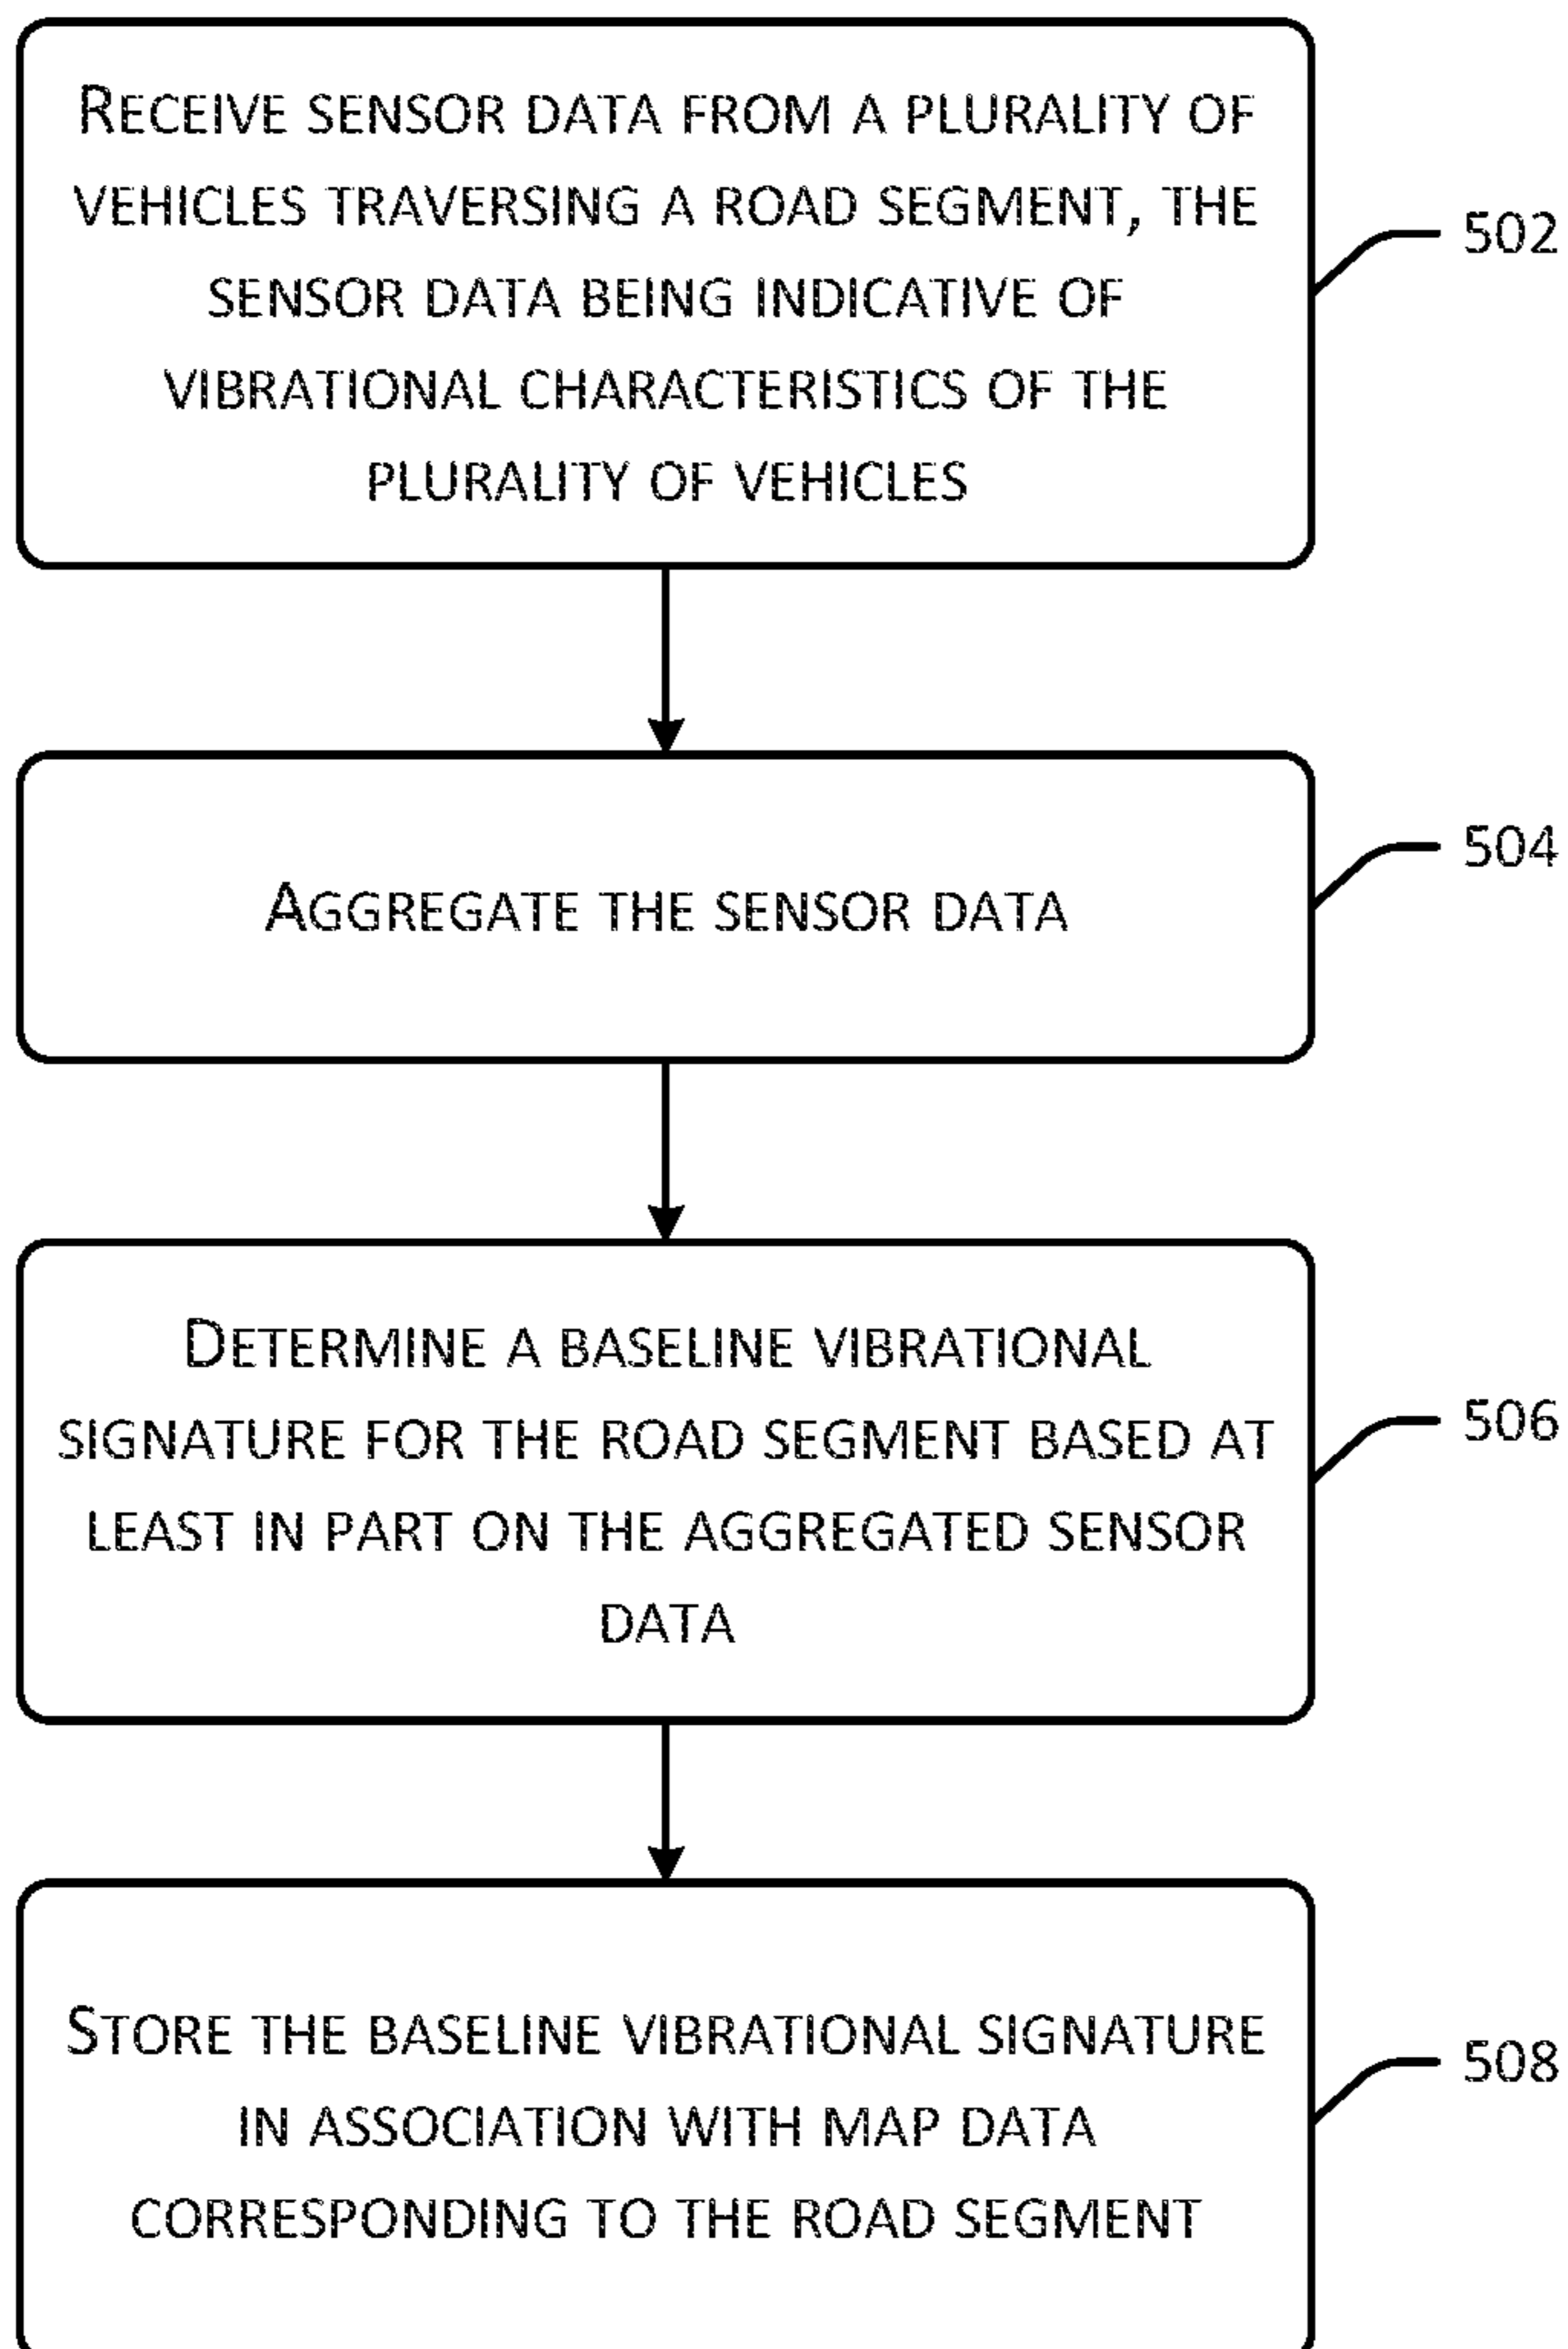 RECEIVE SENSOR DATA FROM A PLURALITY OF
VEHICLES TRAVERSING A ROAD SEGMENT, THE
SENSOR DATA BEING INDICATIVE OF
VIBRATIONAL CHARACTERISTICS OF THE
PLURALITY OF VEHICLES
502
AGGREGATE THE SENSOR DATA
504
DETERMINE A BASELINE VIBRATIONAL
SIGNATURE FOR THE ROAD SEGMENT BASED AT
LEAST IN PART ON THE AGGREGATED SENSOR
DATA
506
STORE THE BASELINE VIBRATIONAL SIGNATURE
IN ASSOCIATION WITH MAP DATA
CORRESPONDING TO THE ROAD SEGMENT
508